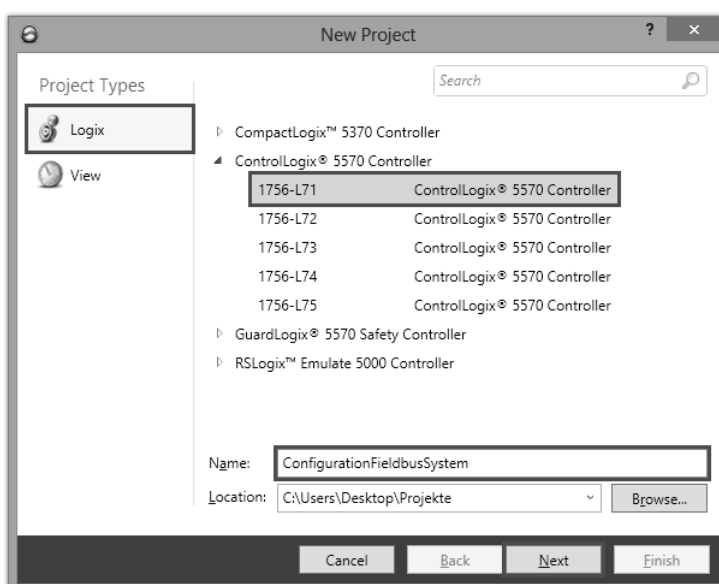 New Project
? ×
Project Types
Search
Logix
View
CompactLogix™ 5370 Controller
ControlLogix® 5570 Controller
1756-L71 ControlLogix® 5570 Controller
1756-L72 ControlLogix® 5570 Controller
1756-L73 ControlLogix® 5570 Controller
1756-L74 ControlLogix® 5570 Controller
1756-L75 ControlLogix® 5570 Controller
GuardLogix® 5570 Safety Controller
RSLogix™ Emulate 5000 Controller
Name: ConfigurationFieldbusSystem
Location: C:\Users\Desktop\Projekte Browse...
Cancel Back Next Finish